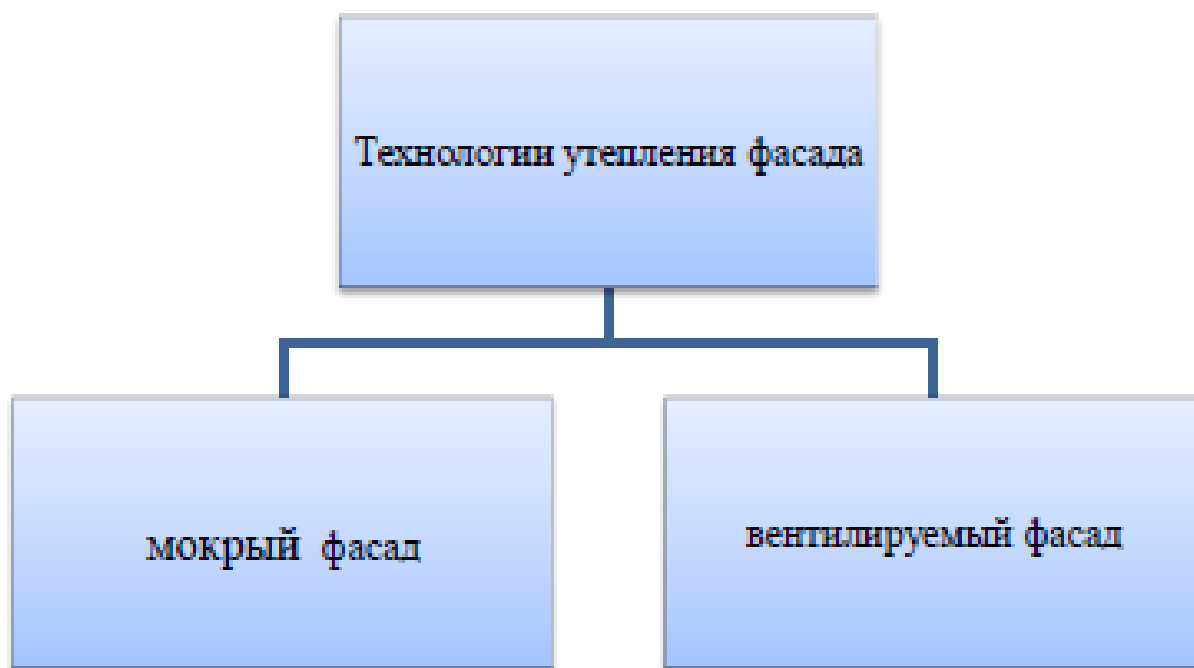 Технологии утепления фасада
мокрый фасад
вентилируемый фасад